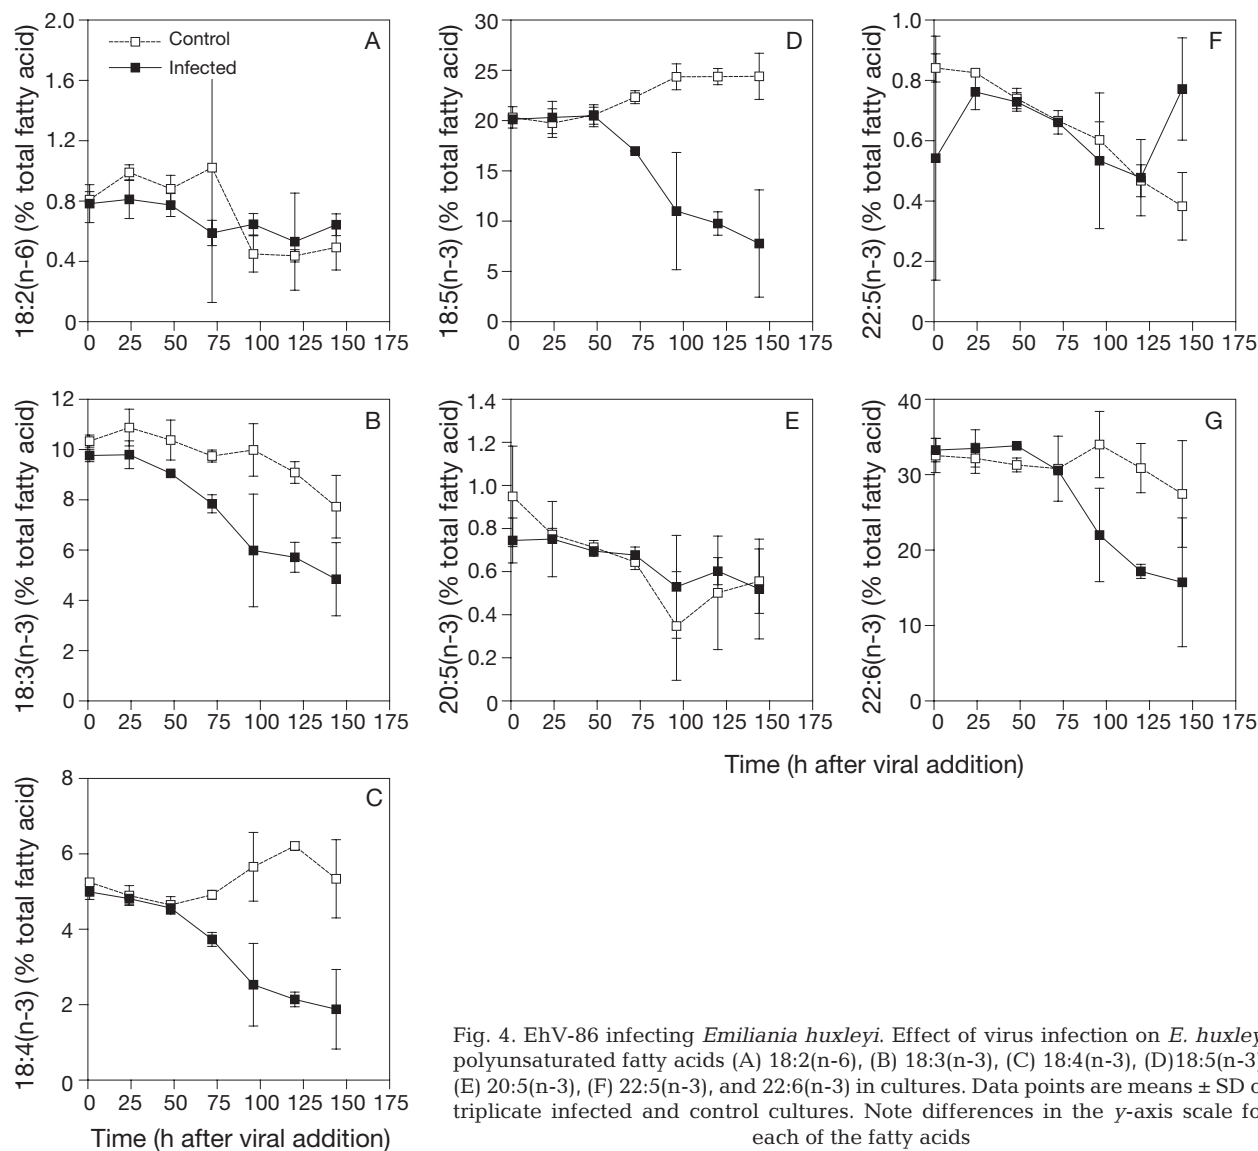 18:2(n-6) (% total fatty acid)
2.0
1.6
1.2
0.8
0.4
0
Control
Infected
A
0 25 50 75 100 125 150 175
18:5(n-3) (% total fatty acid)
30
25
20
15
10
5
0
D
0 25 50 75 100 125 150 175
22:5(n-3) (% total fatty acid)
1.0
0.8
0.6
0.4
0.2
0
F
0 25 50 75 100 125 150 175
18:3(n-3) (% total fatty acid)
12
10
8
6
4
2
0
B
0 25 50 75 100 125 150 175
20:5(n-3) (% total fatty acid)
1.4
1.2
1.0
0.8
0.6
0.4
0.2
0
E
0 25 50 75 100 125 150 175
22:6(n-3) (% total fatty acid)
40
30
20
10
0
G
0 25 50 75 100 125 150 175
Time (h after viral addition)
18:4(n-3) (% total fatty acid)
8
6
4
2
0
C
0 25 50 75 100 125 150 175
Time (h after viral addition)
Fig. 4. EhV-86 infecting Emiliania huxleyi. Effect of virus infection on E. huxley
polyunsaturated fatty acids (A) 18:2(n-6), (B) 18:3(n-3), (C) 18:4(n-3), (D)18:5(n-3)
(E) 20:5(n-3), (F) 22:5(n-3), and 22:6(n-3) in cultures. Data points are means ± SD o
triplicate infected and control cultures. Note differences in the y-axis scale fo
each of the fatty acids